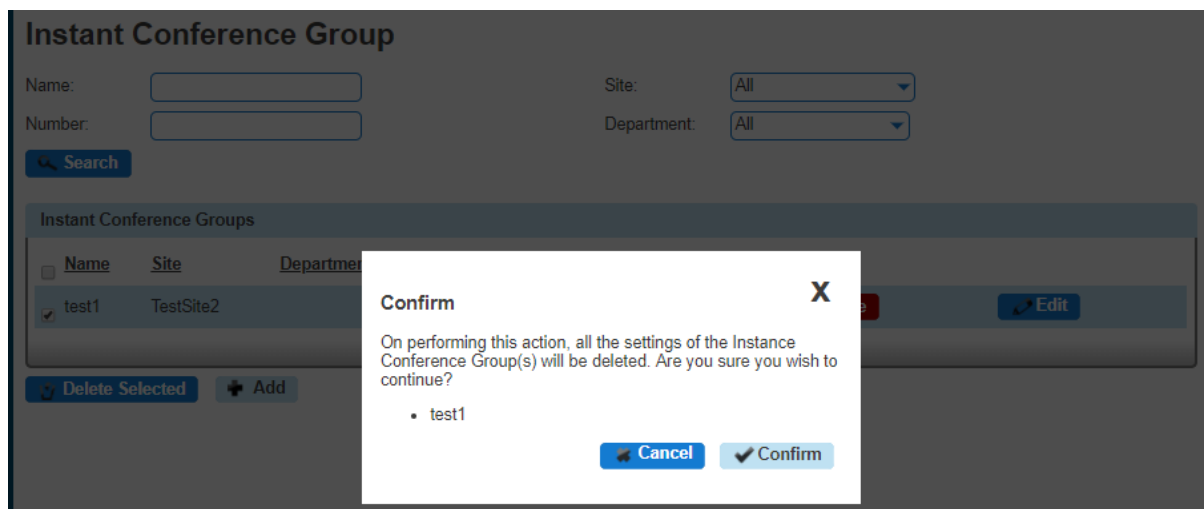 Instant Conference Group
Name: Site: All
Number: Department: All
Search
Instant Conference Groups
Name Site
test1 TestSite2 Edit
Confirm X
On performing this action, all the settings of the Instance
Conference Group(s) will be deleted. Are you sure you wish to
continue?
• test1
Cancel Confirm
Delete Selected Add